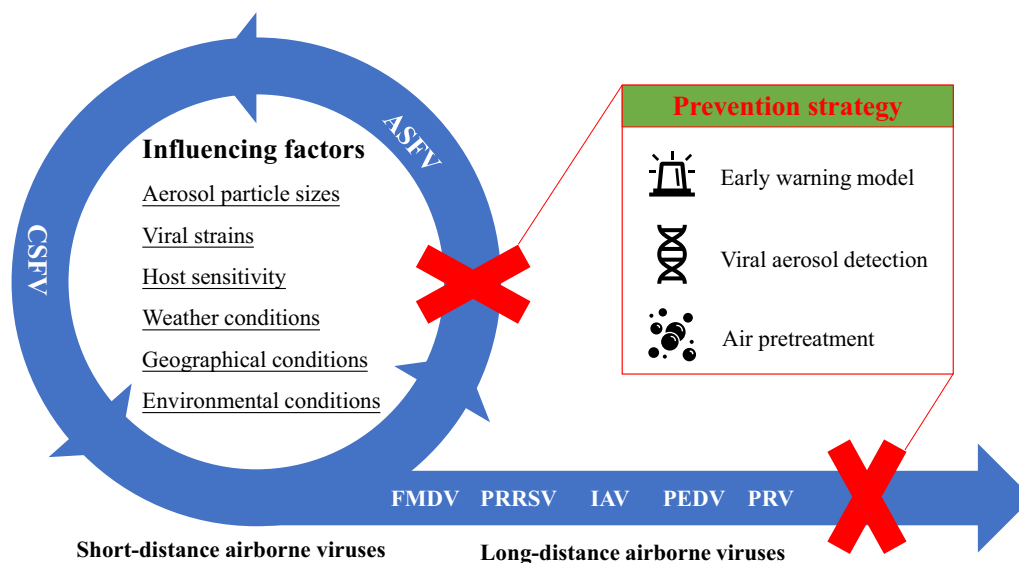 Prevention strategy
Early warning model
Viral aerosol detection
Air pretreatment
ASFV
CSFV
Influencing factors
Aerosol particle sizes
Viral strains
Host sensitivity
Weather conditions
Geographical conditions
Environmental conditions
FMDV PRRSV IAV PEDV PRV
Short-distance airborne viruses
Long-distance airborne viruses